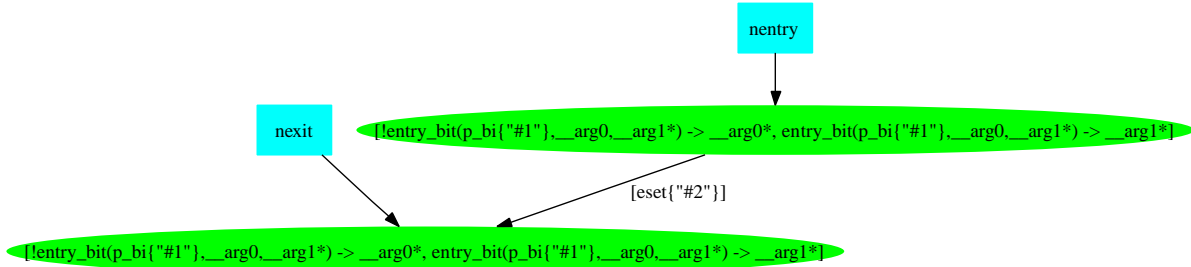 nentry
nexit
[!entry_bit(p_bi{"#1"},__arg0,__arg1*) -> __arg0*, entry_bit(p_bi{"#1"},__arg0,__arg1*) -> __arg1*]
[eset{"#2"}]
[!entry_bit(p_bi{"#1"},__arg0,__arg1*) -> __arg0*, entry_bit(p_bi{"#1"},__arg0,__arg1*) -> __arg1*]